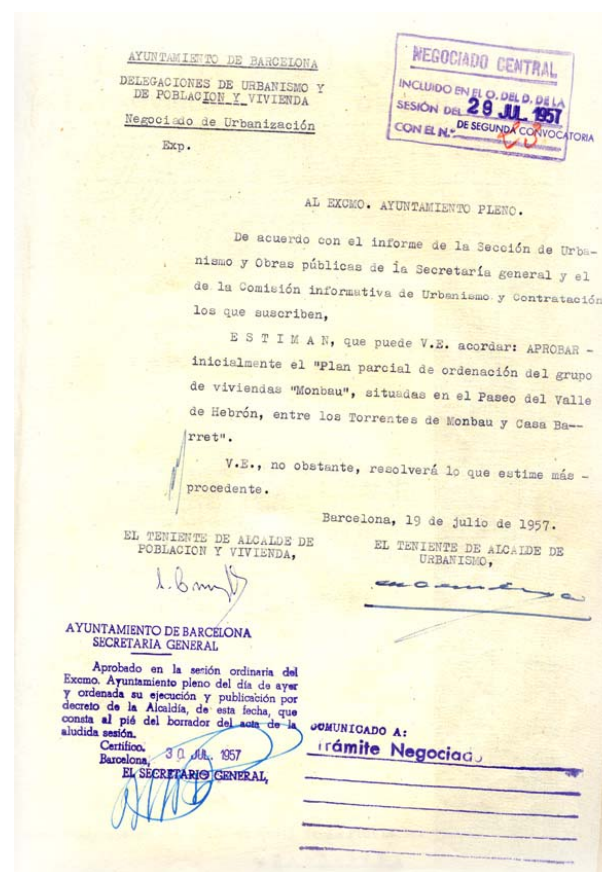 AYUNTAMIENTO DE BARCELONA
DELEGACIONES DE URBANISMO Y
DE POBLACION Y VIVIENDA
Negociado de Urbanización
Exp.
NEGOCIADO CENTRAL
INCLUIDO EN EL O. DEL D. DE LA
SESIÓN DEL 29 JUL. 1957
DE SEGUNDA CONVOCATORIA
CON EL N.º 23
AL EXCMO. AYUNTAMIENTO PLENO.
De acuerdo con el informe de la Sección de Urba-
nismo y Obras públicas de la Secretaría general y el
de la Comisión informativa de Urbanismo y Contratación
los que suscriben,
E S T I M A N, que puede V.E. acordar: APROBAR -
inicialmente el "Plan parcial de ordenación del grupo
de viviendas "Monbau", situadas en el Paseo del Valle
de Hebrón, entre los Torrentes de Monbau y Casa Ba--
rret".
V.E., no obstante, resolverá lo que estime más -
procedente.
Barcelona, 19 de julio de 1957.
EL TENIENTE DE ALCALDE DE
POBLACION Y VIVIENDA,
EL TENIENTE DE ALCALDE DE
URBANISMO,
AYUNTAMIENTO DE BARCELONA
SECRETARIA GENERAL
Aprobado en la sesión ordinaria del
Excmo. Ayuntamiento pleno del día de ayer
y ordenada su ejecución y publicación por
decreto de la Alcaldía, de esta fecha, que
consta al pié del borrador del acta de la
aludida sesión.
Certifico.
Barcelona, 30 JUL. 1957
EL SECRETARIO GENERAL,
COMUNICADO A:
Trámite Negociado